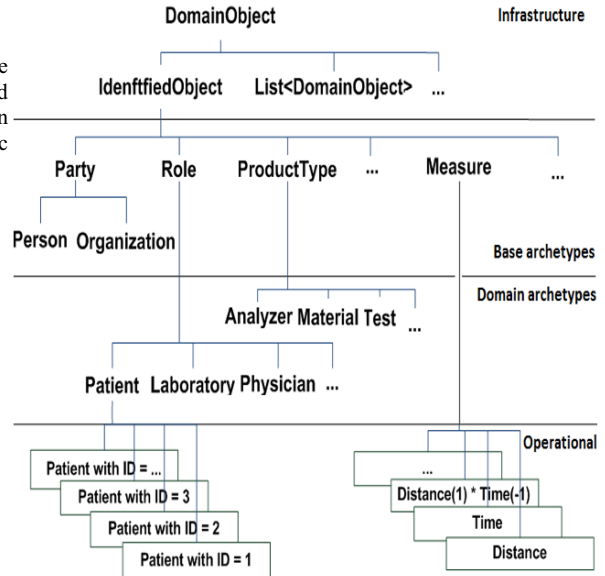 DomainObject
Infrastructure
e
d
n
c
IdenftfiedObject List<DomainObject> ...
Party Role ProductType ... Measure ...
Person Organization
Base archetypes
Domain archetypes
Analyzer Material Test ...
Patient Laboratory Physician ...
Operational
Patient with ID = ...
Patient with ID = 3
Patient with ID = 2
Patient with ID = 1
...
Distance(1) * Time(-1)
Time
Distance